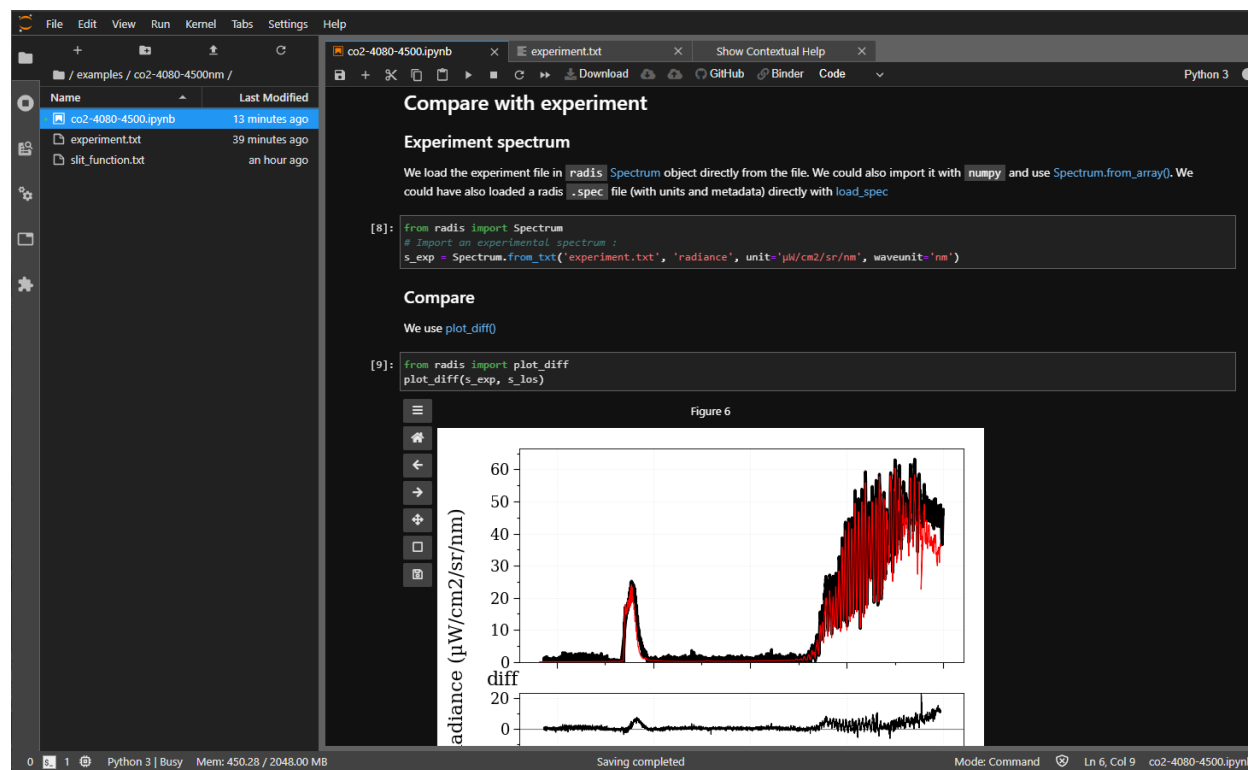 File Edit View Run Kernel Tabs Settings Help
co2-4080-4500.ipynb experiment.txt Show Contextual Help
/ examples / co2-4080-4500nm /
Download GitHub Binder Code Python 3
Name Last Modified
co2-4080-4500.ipynb 13 minutes ago
experiment.txt 39 minutes ago
slit_function.txt an hour ago
Compare with experiment
Experiment spectrum
We load the experiment file in radis Spectrum object directly from the file. We could also import it with numpy and use Spectrum.from_array(). We
could have also loaded a radis .spec file (with units and metadata) directly with load_spec
[8]: from radis import Spectrum
# Import an experimental spectrum :
s_exp = Spectrum.from_txt('experiment.txt', 'radiance', unit='µW/cm2/sr/nm', waveunit='nm')
Compare
We use plot_diff()
[9]: from radis import plot_diff
plot_diff(s_exp, s_los)
Figure 6
60
50
40
30
20
10
0
adiance (µW/cm2/sr/nm)
diff
20
0
0 s_ 1 Python 3 | Busy Mem: 450.28 / 2048.00 MB Saving completed Mode: Command Ln 6, Col 9 co2-4080-4500.ipynb